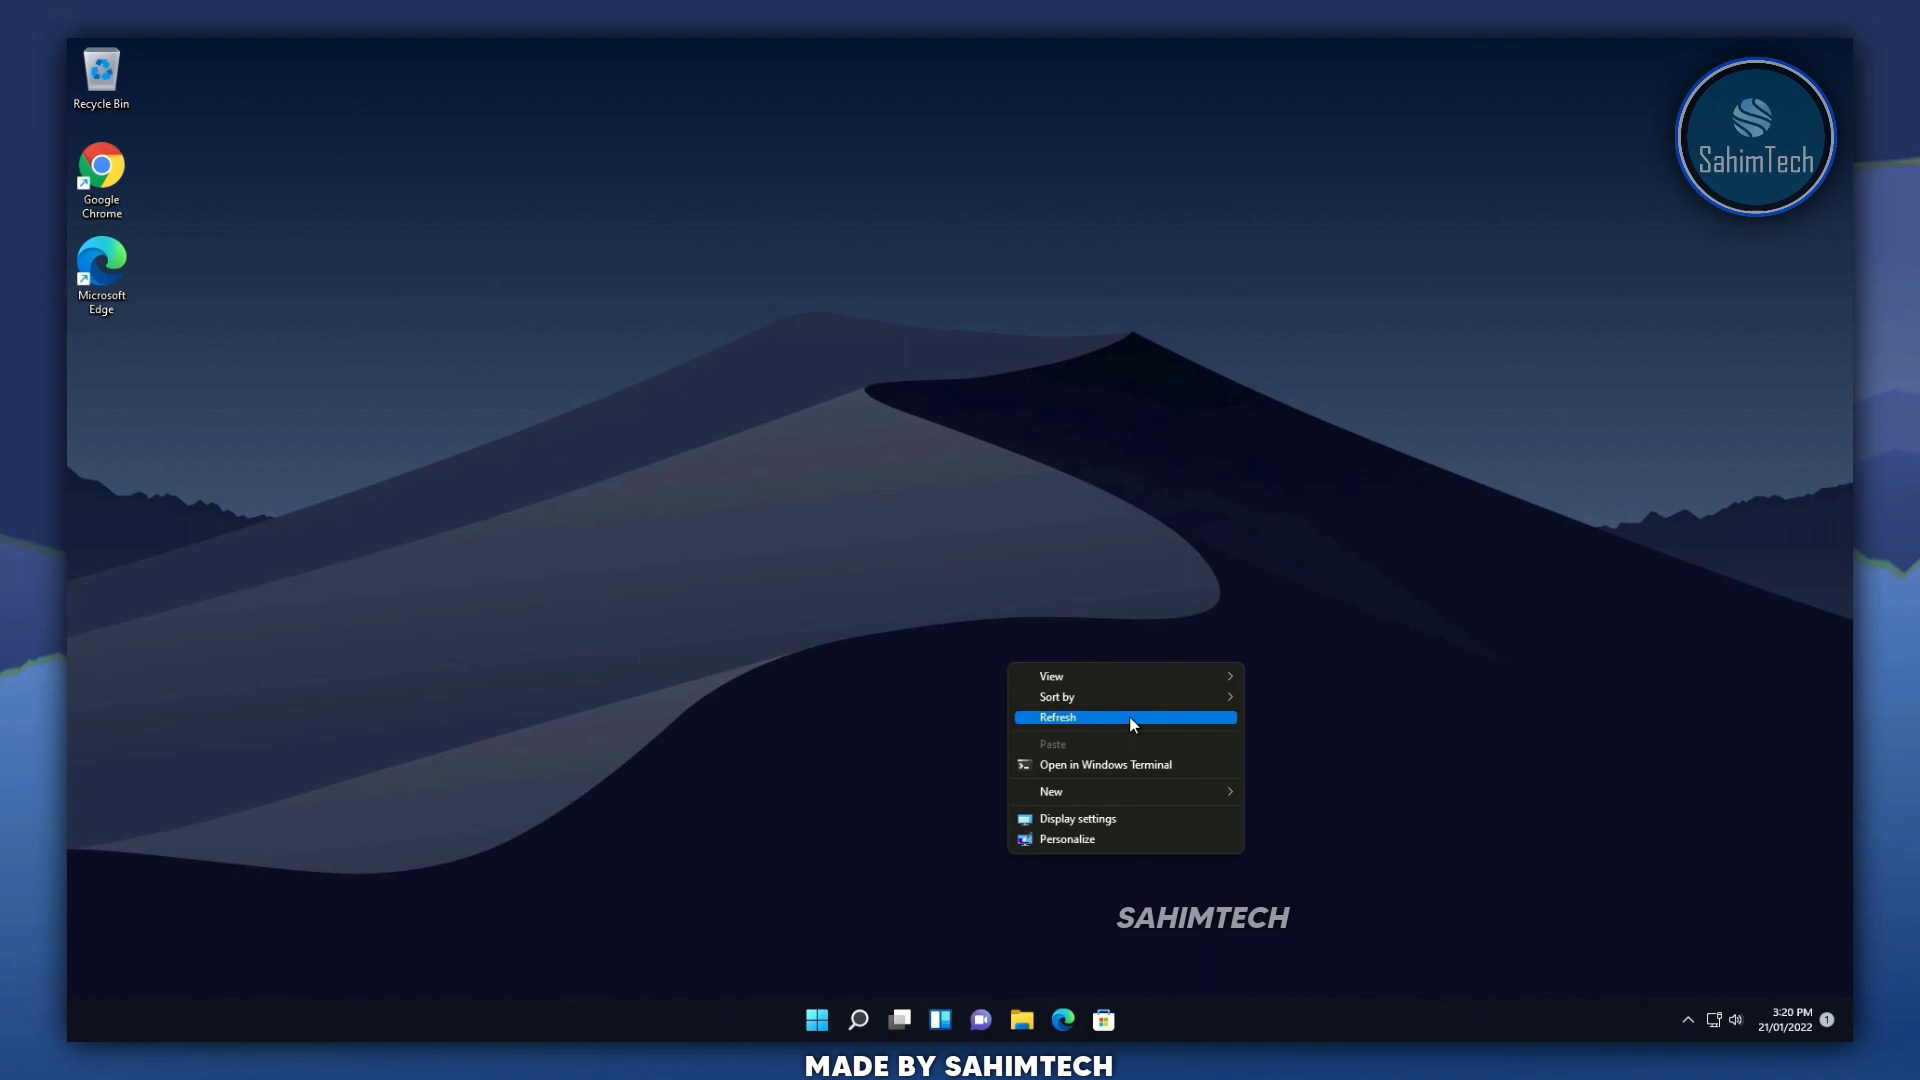 Recycle Bin
Google
Chrome
Microsoft
Edge
SahimTech
View
Sort by
Refresh
Paste
Open in Windows Terminal
New
Display settings
Personalize
SAHIMTECH
3:20 PM
21/01/2022
1
MADE BY SAHIMTECH